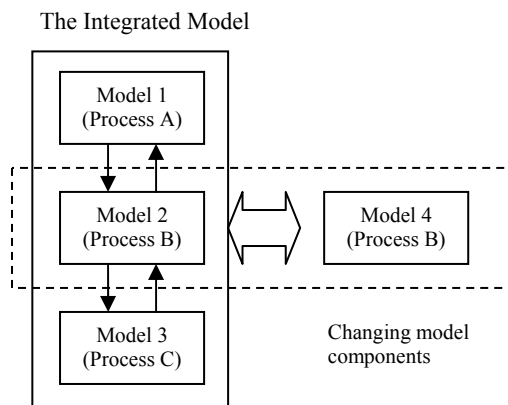 The Integrated Model
Model 1
(Process A)
Model 2
(Process B)
Model 4
(Process B)
Model 3
(Process C)
Changing model
components